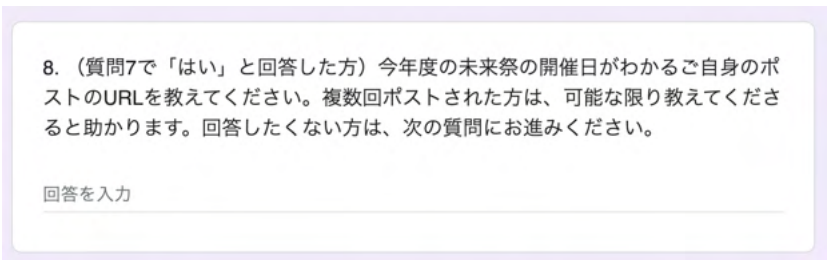 8. （質問7で「はい」と回答した方）今年度の未来祭の開催日がわかるご自身のポ
ストのURLを教えてください。複数回ポストされた方は、可能な限り教えてくださ
ると助かります。回答したくない方は、次の質問にお進みください。
回答を入力